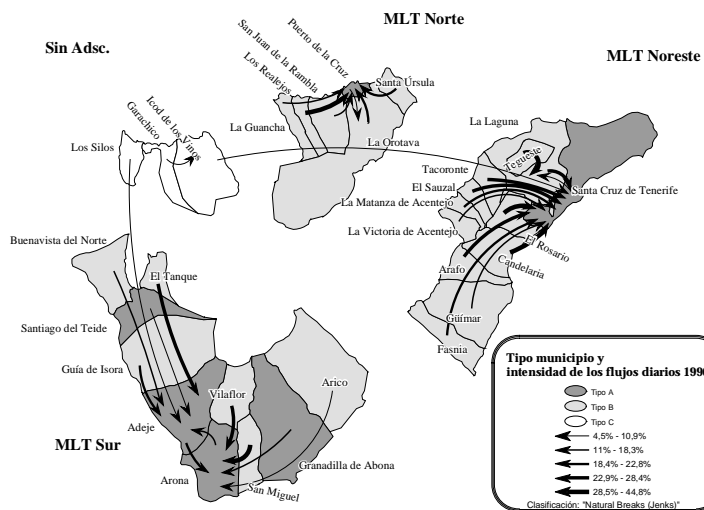 MLT Norte
Sin Adsc.
MLT Noreste
Puerto de la Cruz
San Juan de la Rambla
Los Realejos
Santa Úrsula
La Guancha
La Orotava
Icod de los Vinos
Garachico
Los Silos
La Laguna
Tegueste
Tacoronte
El Sauzal
Santa Cruz de Tenerife
La Matanza de Acentejo
La Victoria de Acentejo
El Rosario
Candelaria
Arafo
Güímar
Fasnia
Buenavista del Norte
El Tanque
Santiago del Teide
Guía de Isora
Vilaflor
Arico
Adeje
MLT Sur
Arona
San Miguel
Granadilla de Abona
Tipo municipio y
intensidad de los flujos diarios 199
Tipo A
Tipo B
Tipo C
4,5% - 10,9%
11% - 18,3%
18,4% - 22,8%
22,9% - 28,4%
28,5% - 44,8%
Clasificación: "Natural Breaks (Jenks)"